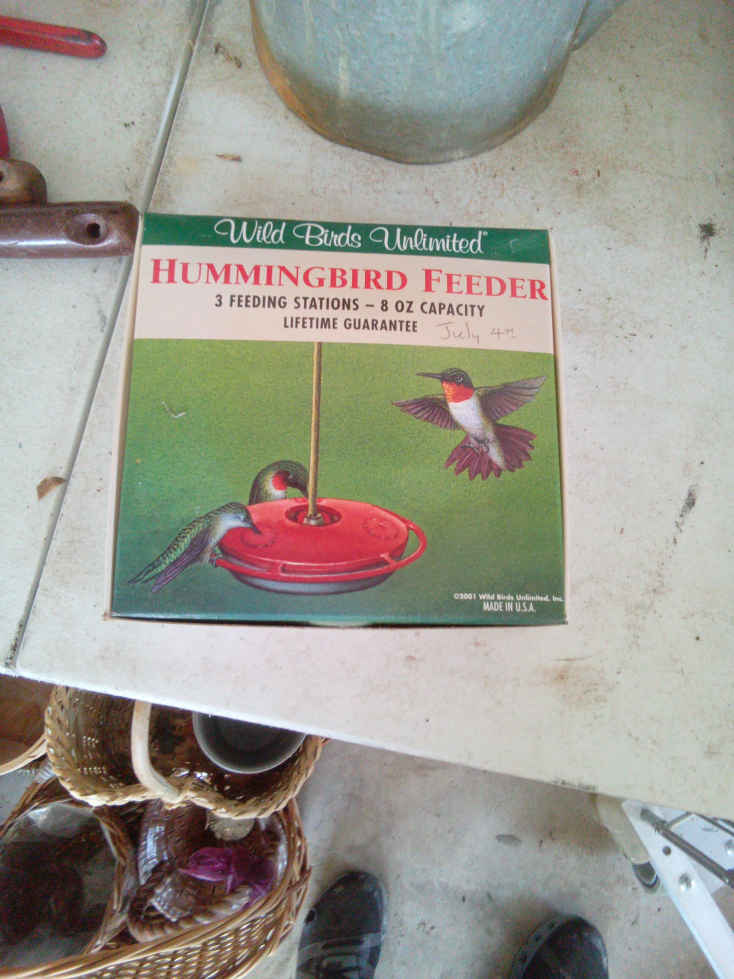 Wild Birds Unlimited®
HUMMINGBIRD FEEDER
3 FEEDING STATIONS – 8 OZ CAPACITY
LIFETIME GUARANTEE July 4th
©2001 Wild Birds Unlimited, Inc.
MADE IN U.S.A.